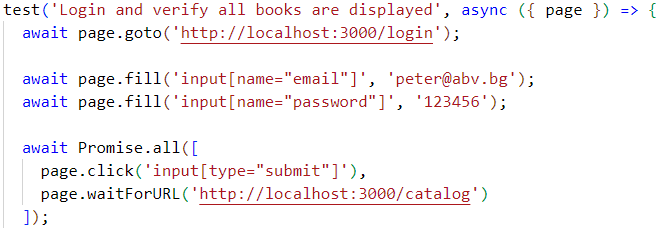 test('Login and verify all books are displayed', async ({ page }) => {
await page.goto('http://localhost:3000/login');
await page.fill('input[name="email"]', 'peter@abv.bg');
await page.fill('input[name="password"]', '123456');
await Promise.all([
page.click('input[type="submit"]'),
page.waitForURL('http://localhost:3000/catalog')
]);